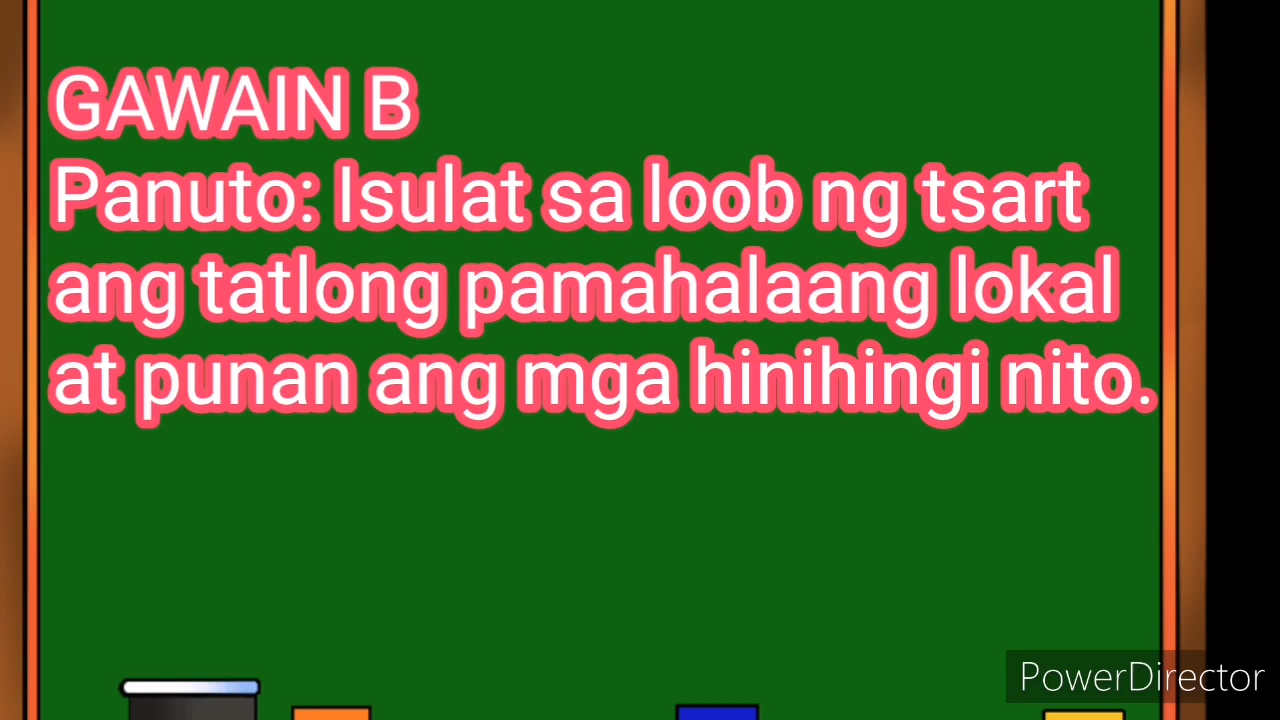 GAWAIN B
Panuto: Isulat sa loob ng tsart
ang tatlong pamahalaang lokal
at punan ang mga hinihingi nito.
PowerDirector